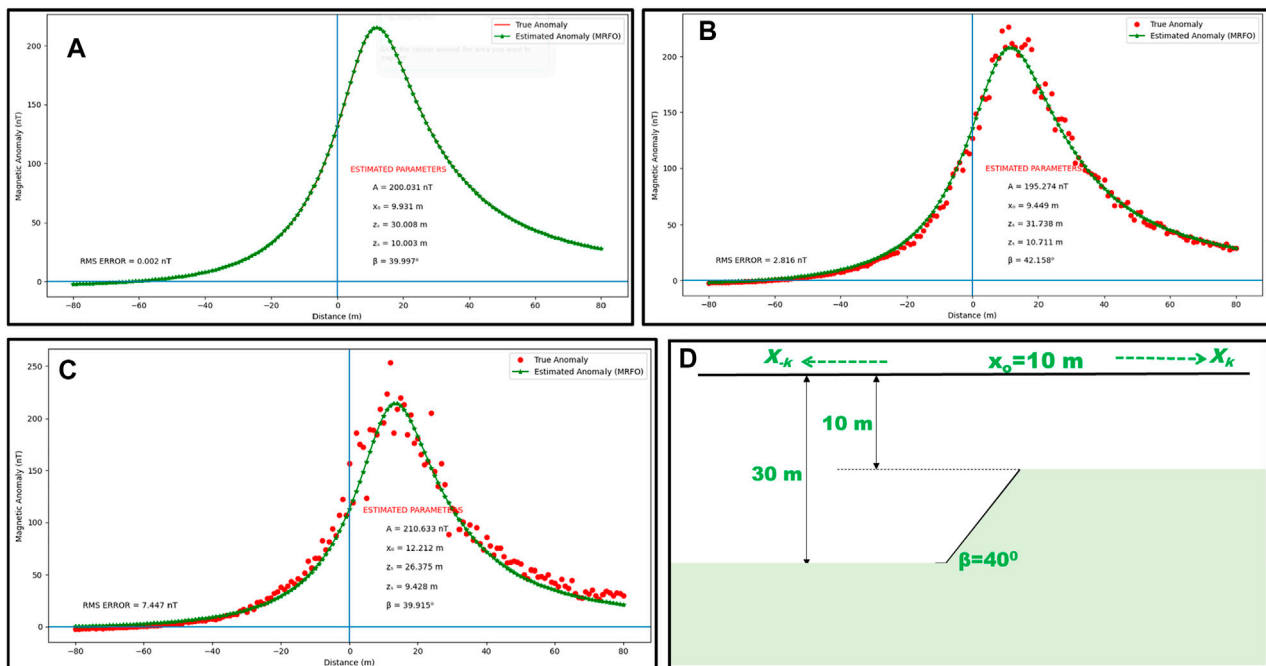 A
True Anomaly
Estimated Anomaly (MRFO)
Magnetic Anomaly (nT)
200
150
100
50
0
ESTIMATED PARAMETERS
A = 200.031 nT
x₀ = 9.931 m
z₁ = 30.008 m
z₁ = 10.003 m
β = 39.997°
RMS ERROR = 0.002 nT
-80 -60 -40 -20 0 20 40 60 80
Distance (m)
B
True Anomaly
Estimated Anomaly (MRFO)
Magnetic Anomaly (nT)
200
150
100
50
0
ESTIMATED PARAMETERS
A = 195.274 nT
x₀ = 9.449 m
z₁ = 31.738 m
z₁ = 10.711 m
β = 42.158°
RMS ERROR = 2.816 nT
-80 -60 -40 -20 0 20 40 60 80
Distance (m)
C
True Anomaly
Estimated Anomaly (MRFO)
Magnetic Anomaly (nT)
250
200
150
100
50
0
ESTIMATED PARAMETERS
A = 210.633 nT
x₀ = 12.212 m
z₁ = 26.375 m
z₁ = 9.428 m
β = 39.915°
RMS ERROR = 7.447 nT
-80 -60 -40 -20 0 20 40 60 80
Distance (m)
D
X-k
xo=10 m
Xk
10 m
30 m
β=40⁰